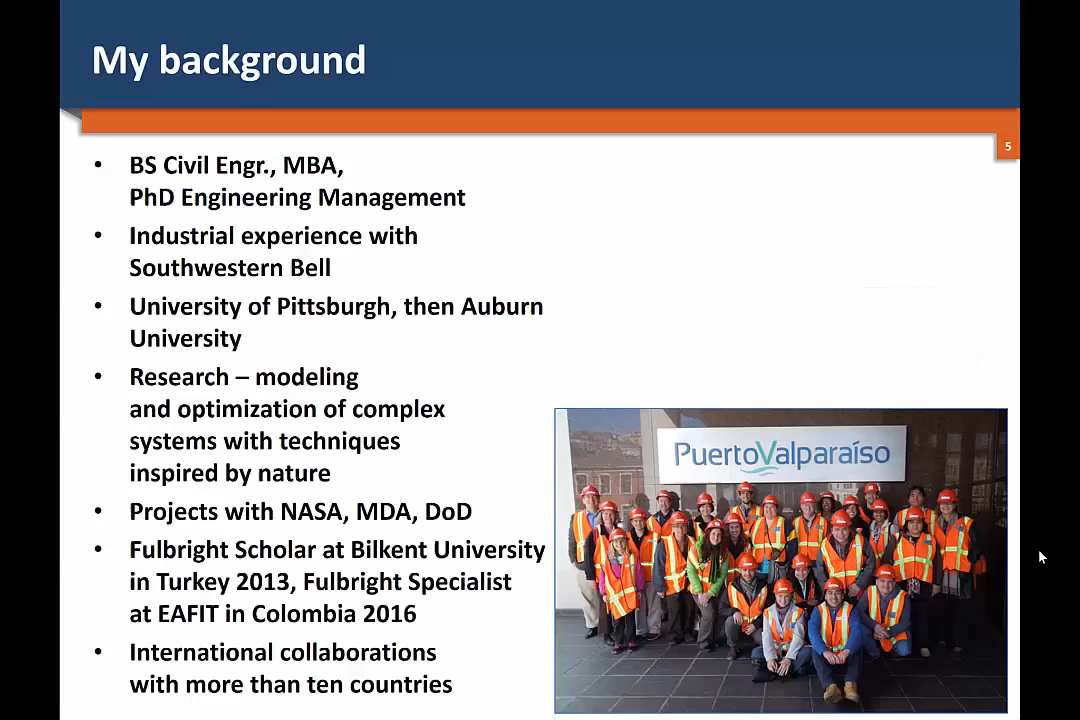 My background
5
• BS Civil Engr., MBA,
PhD Engineering Management
• Industrial experience with
Southwestern Bell
• University of Pittsburgh, then Auburn
University
• Research – modeling
and optimization of complex
systems with techniques
inspired by nature
• Projects with NASA, MDA, DoD
• Fulbright Scholar at Bilkent University
in Turkey 2013, Fulbright Specialist
at EAFIT in Colombia 2016
• International collaborations
with more than ten countries
PuertoValparaíso